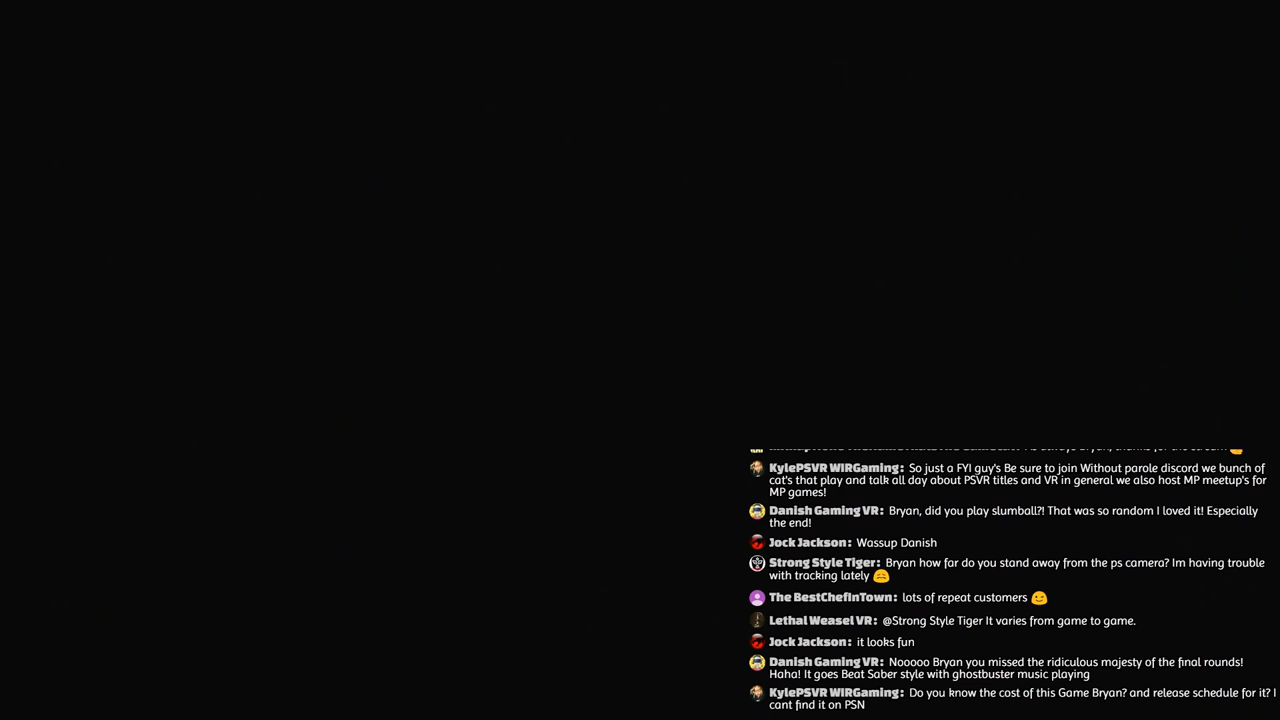 KylePSVR WIRGaming: So just a FYI guy's Be sure to join Without parole discord we bunch of
cat's that play and talk all day about PSVR titles and VR in general we also host MP meetup's for
MP games!
Danish Gaming VR: Bryan, did you play slumball?! That was so random I loved it! Especially
the end!
Jock Jackson: Wassup Danish
Strong Style Tiger: Bryan how far do you stand away from the ps camera? Im having trouble
with tracking lately 😩
The BestChefInTown: lots of repeat customers 😉
Lethal Weasel VR: @Strong Style Tiger It varies from game to game.
Jock Jackson: it looks fun
Danish Gaming VR: Nooooo Bryan you missed the ridiculous majesty of the final rounds!
Haha! It goes Beat Saber style with ghostbuster music playing
KylePSVR WIRGaming: Do you know the cost of this Game Bryan? and release schedule for it? I
cant find it on PSN